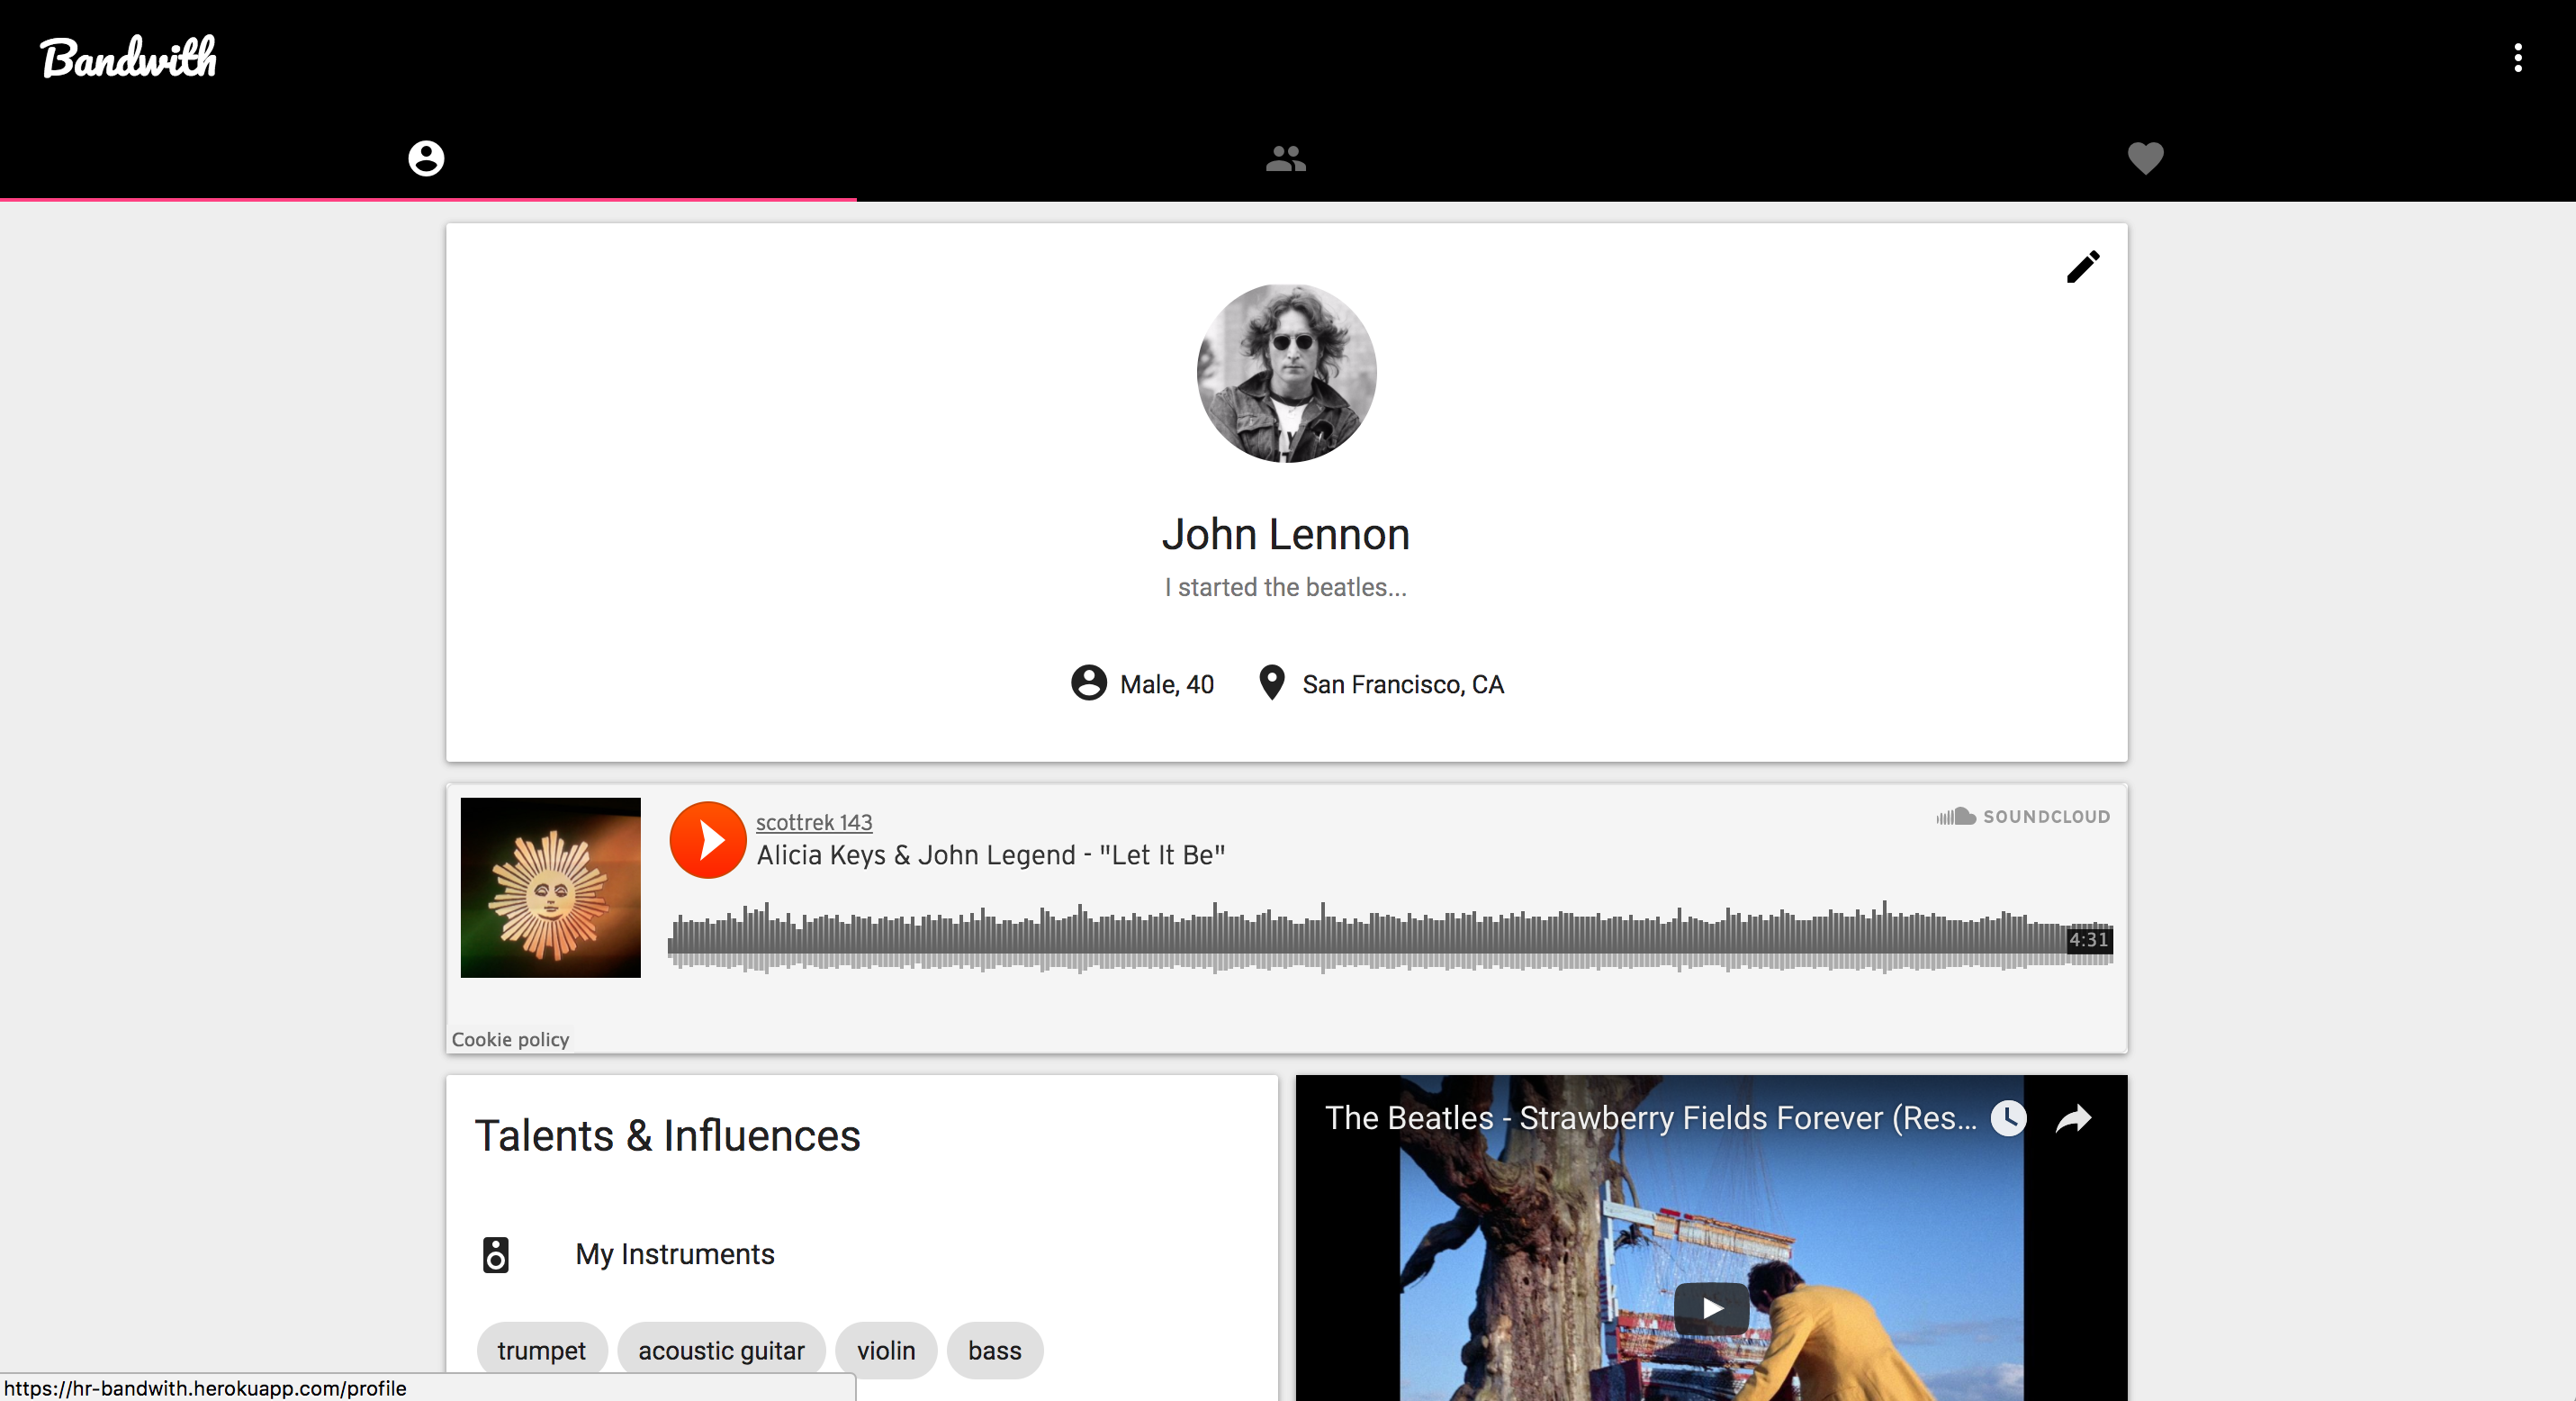 Bandwith
John Lennon
I started the beatles...
Male, 40
San Francisco, CA
scottrek 143
SOUNDCLOUD
Alicia Keys & John Legend - "Let It Be"
4:31
Cookie policy
Talents & Influences
The Beatles - Strawberry Fields Forever (Res...
My Instruments
trumpet
acoustic guitar
violin
bass
https://hr-bandwith.herokuapp.com/profile